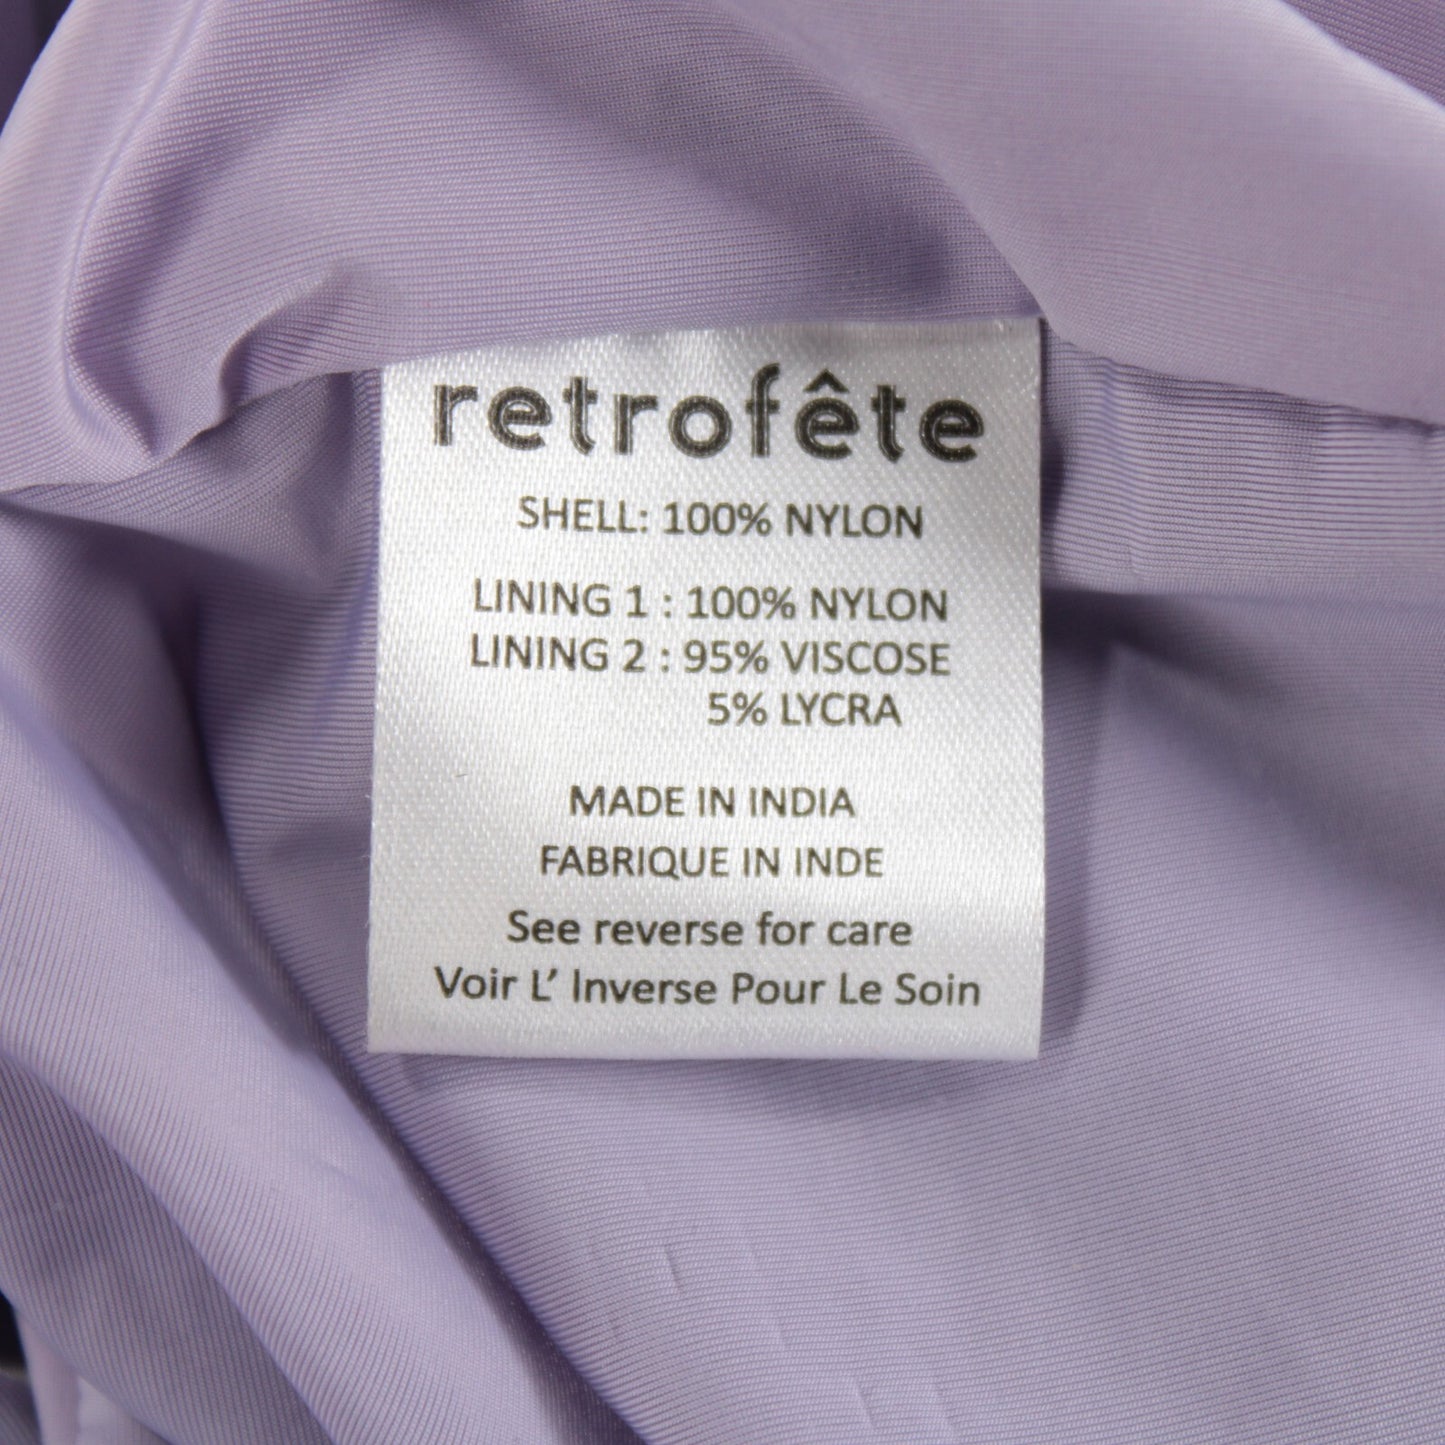 retrofête
SHELL: 100% NYLON
LINING 1 : 100% NYLON
LINING 2 : 95% VISCOSE
5% LYCRA
MADE IN INDIA
FABRIQUE IN INDE
See reverse for care
Voir L’ Inverse Pour Le Soin